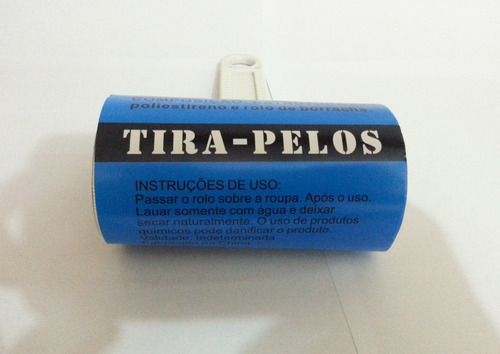 poliestireno e rolo de borracha.
TIRA-PELOS
INSTRUÇÕES DE USO:
Passar o rolo sobre a roupa. Após o uso.
Lauar somente com água e deixar
secar naturalmente. O uso de produtos
químicos pode danificar o produto.
Validade: Indeterminada